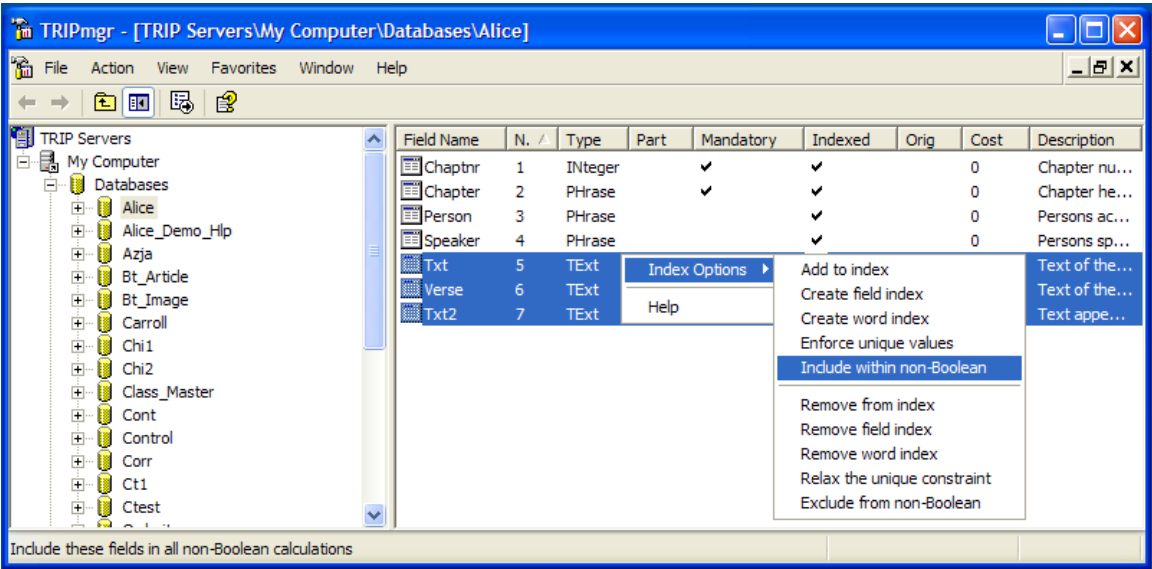 TRIPmgr - [TRIP Servers\My Computer\Databases\Alice]
File Action View Favorites Window Help
TRIP Servers
My Computer
Databases
Alice
Alice_Demo_Hlp
Azja
Bt_Article
Bt_Image
Carroll
Chi1
Chi2
Class_Master
Cont
Control
Corr
Ct1
Ctest
Field Name N. Type Part Mandatory Indexed Orig Cost Description
Chaptnr 1 INteger ✔ ✔ 0 Chapter nu...
Chapter 2 PHrase ✔ ✔ 0 Chapter he...
Person 3 PHrase ✔ 0 Persons ac...
Speaker 4 PHrase ✔ 0 Persons sp...
Txt 5 TExt Text of the...
Verse 6 TExt Text of the...
Txt2 7 TExt Text appe...
Index Options
Help
Add to index
Create field index
Create word index
Enforce unique values
Include within non-Boolean
Remove from index
Remove field index
Remove word index
Relax the unique constraint
Exclude from non-Boolean
Include these fields in all non-Boolean calculations